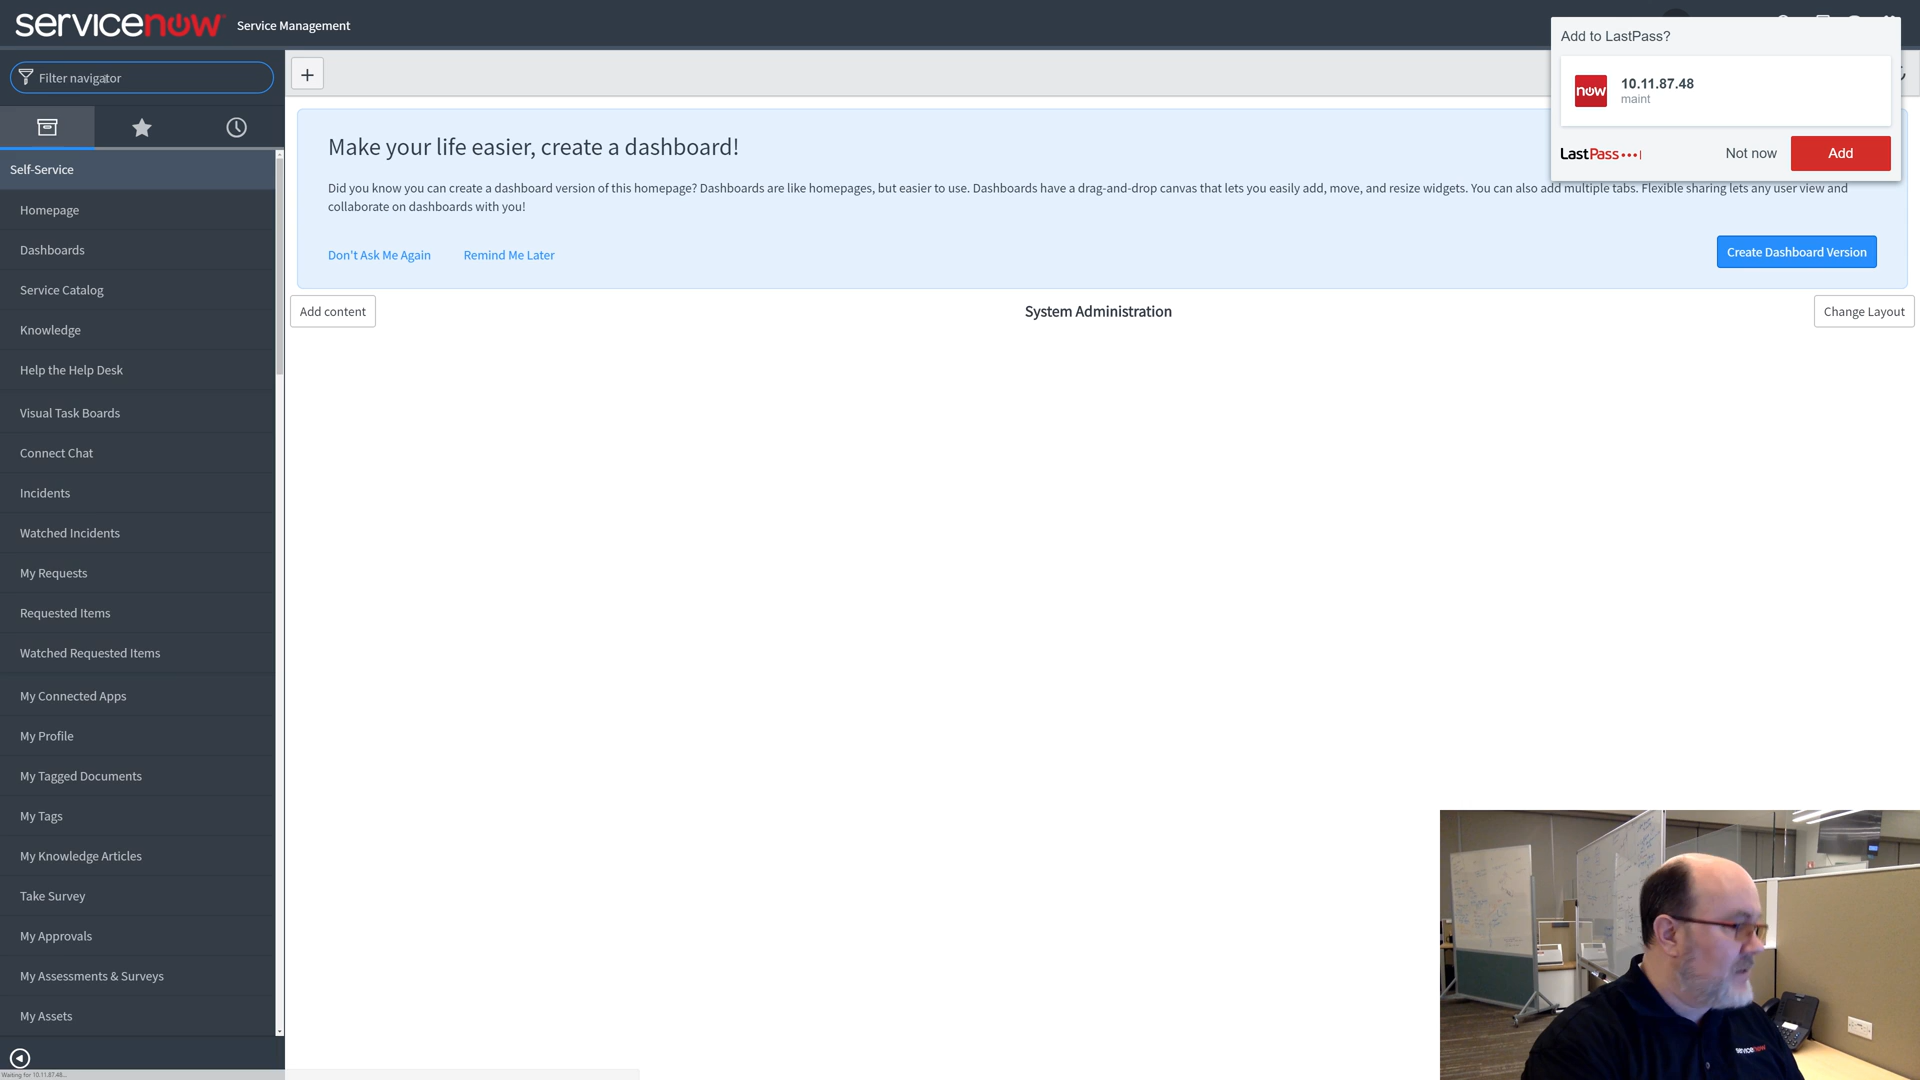 servicenow Service Management
Filter navigator
Self-Service
Homepage
Dashboards
Service Catalog
Knowledge
Help the Help Desk
Visual Task Boards
Connect Chat
Incidents
Watched Incidents
My Requests
Requested Items
Watched Requested Items
My Connected Apps
My Profile
My Tagged Documents
My Tags
My Knowledge Articles
Take Survey
My Approvals
My Assessments & Surveys
My Assets
Waiting for 10.11.87.48...
Make your life easier, create a dashboard!
Did you know you can create a dashboard version of this homepage? Dashboards are like homepages, but easier to use. Dashboards have a drag-and-drop canvas that lets you easily add, move, and resize widgets. You can also add multiple tabs. Flexible sharing lets any user view and
collaborate on dashboards with you!
Don't Ask Me Again Remind Me Later
Create Dashboard Version
Add content
System Administration
Change Layout
Add to LastPass?
now
10.11.87.48
maint
LastPass
Not now
Add
servicenow